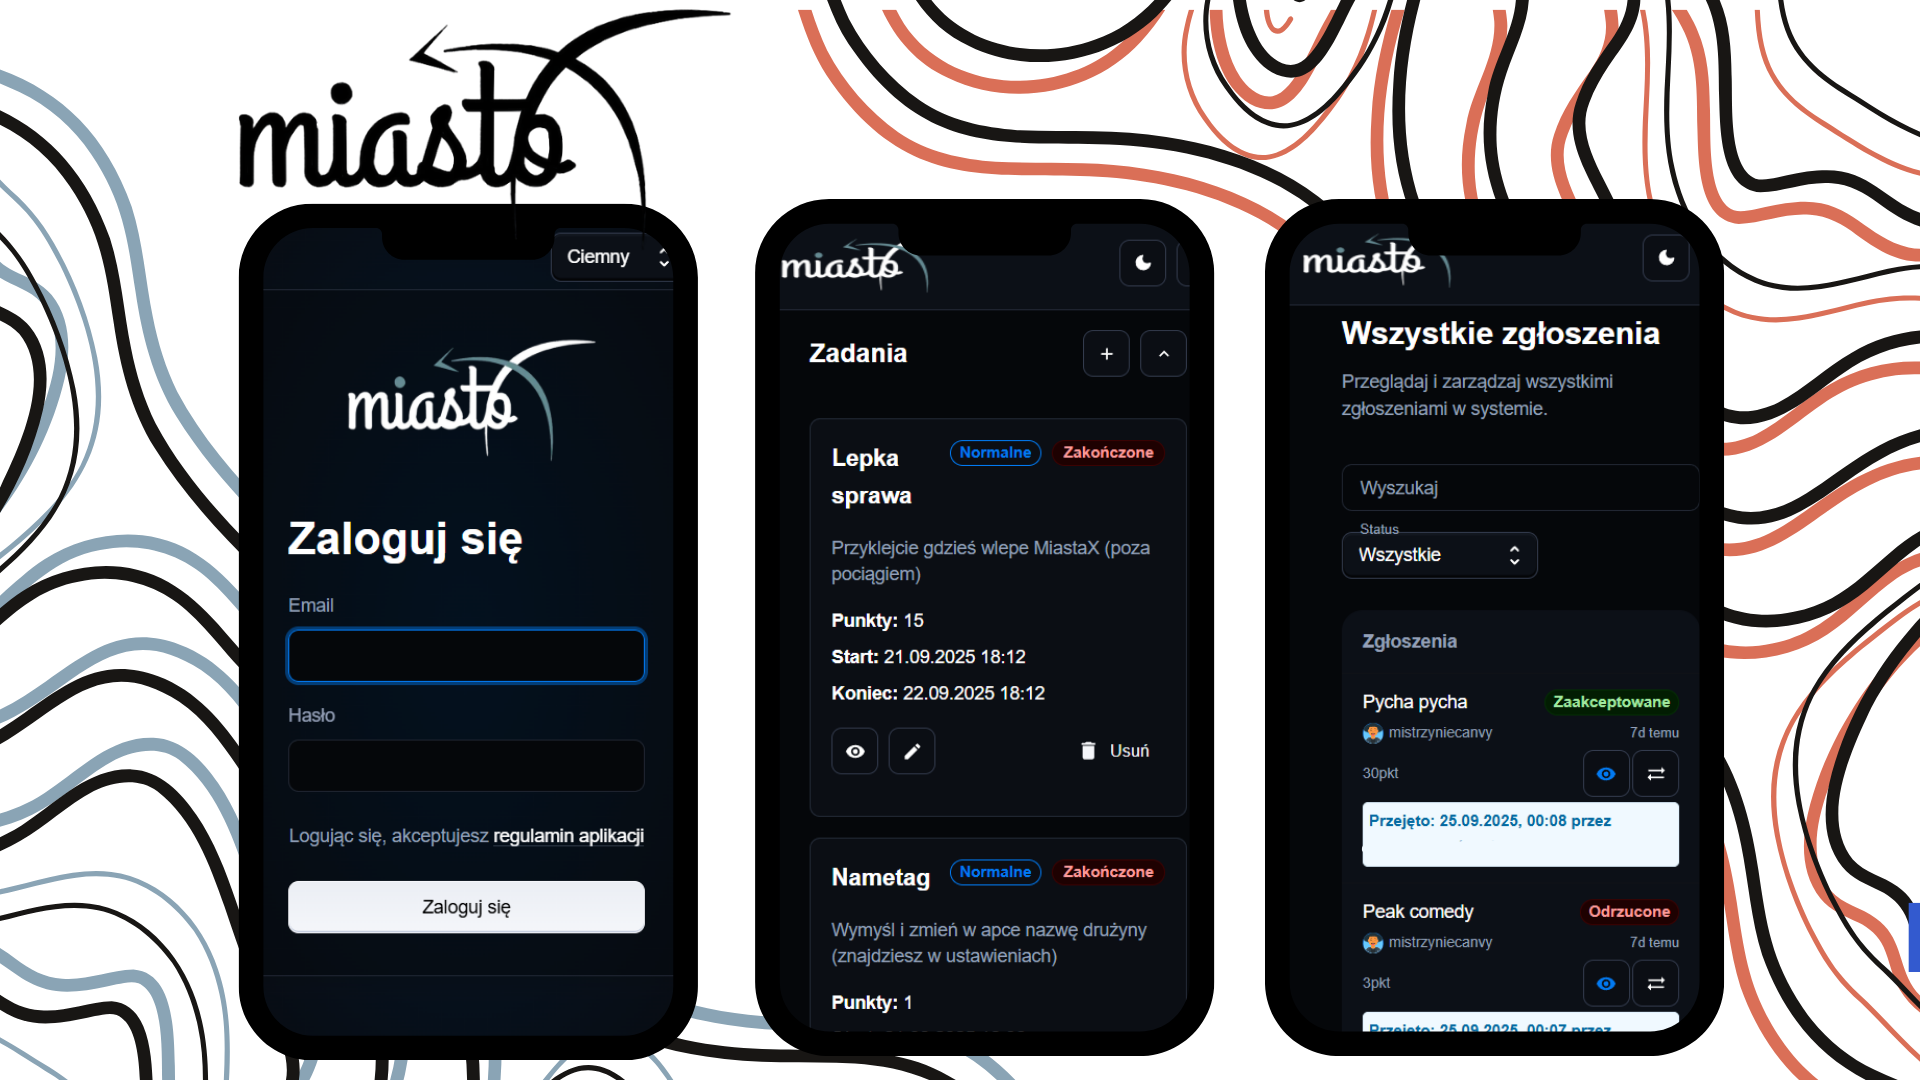 miasto
Ciemny
miasto
Zaloguj się
Email
Hasło
Logując się, akceptujesz regulamin aplikacji
Zaloguj się
miasto
Zadania
Lepka sprawa
Normalne
Zakończone
Przyklejcie gdzieś wlepe MiastaX (poza
pociągiem)
Punkty: 15
Start: 21.09.2025 18:12
Koniec: 22.09.2025 18:12
Usuń
Nametag
Normalne
Zakończone
Wymyśl i zmień w apce nazwę drużyny
(znajdziesz w ustawieniach)
Punkty: 1
miasto
Wszystkie zgłoszenia
Przeglądaj i zarządzaj wszystkimi
zgłoszeniami w systemie.
Wyszukaj
Status
Wszystkie
Zgłoszenia
Pycha pycha
Zaakceptowane
mistrzyniecanvy
7d temu
30pkt
Przejęto: 25.09.2025, 00:08 przez
Peak comedy
Odrzucone
mistrzyniecanvy
7d temu
3pkt
Przejęto: 25.09.2025, 00:07 przez